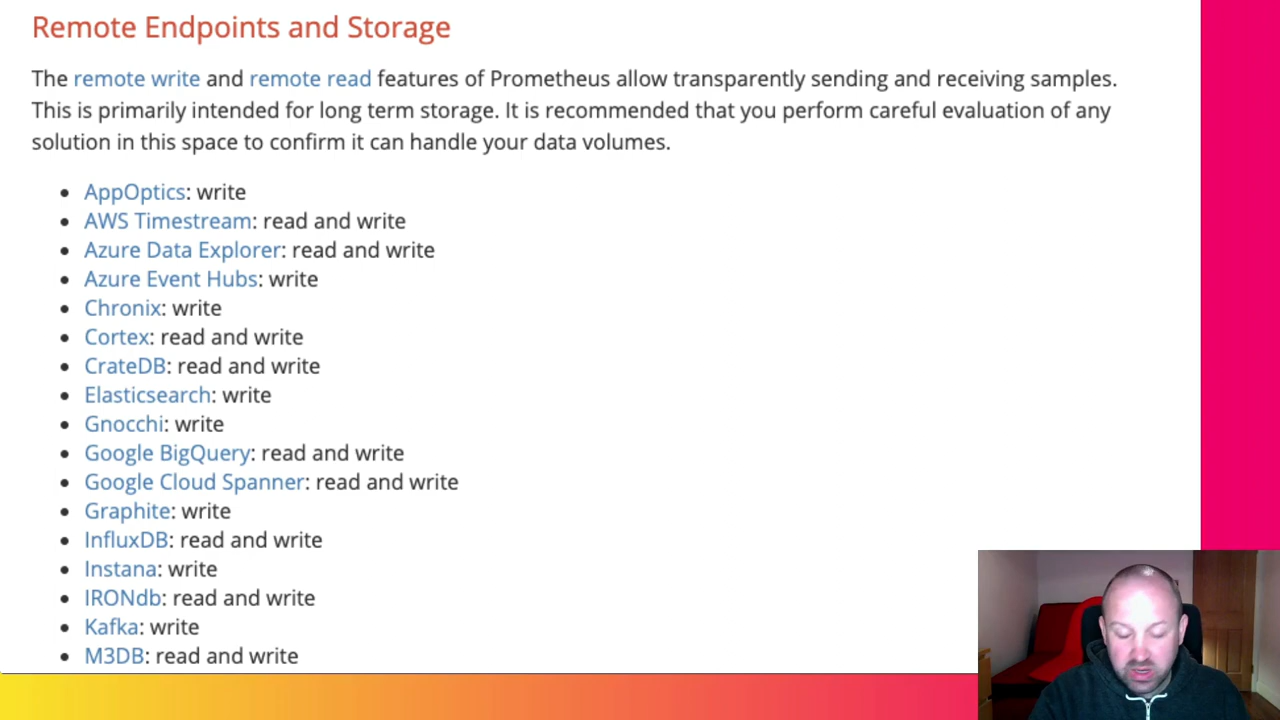 Remote Endpoints and Storage
The remote write and remote read features of Prometheus allow transparently sending and receiving samples.
This is primarily intended for long term storage. It is recommended that you perform careful evaluation of any
solution in this space to confirm it can handle your data volumes.
• AppOptics: write
• AWS Timestream: read and write
• Azure Data Explorer: read and write
• Azure Event Hubs: write
• Chronix: write
• Cortex: read and write
• CrateDB: read and write
• Elasticsearch: write
• Gnocchi: write
• Google BigQuery: read and write
• Google Cloud Spanner: read and write
• Graphite: write
• InfluxDB: read and write
• Instana: write
• IRONdb: read and write
• Kafka: write
• M3DB: read and write